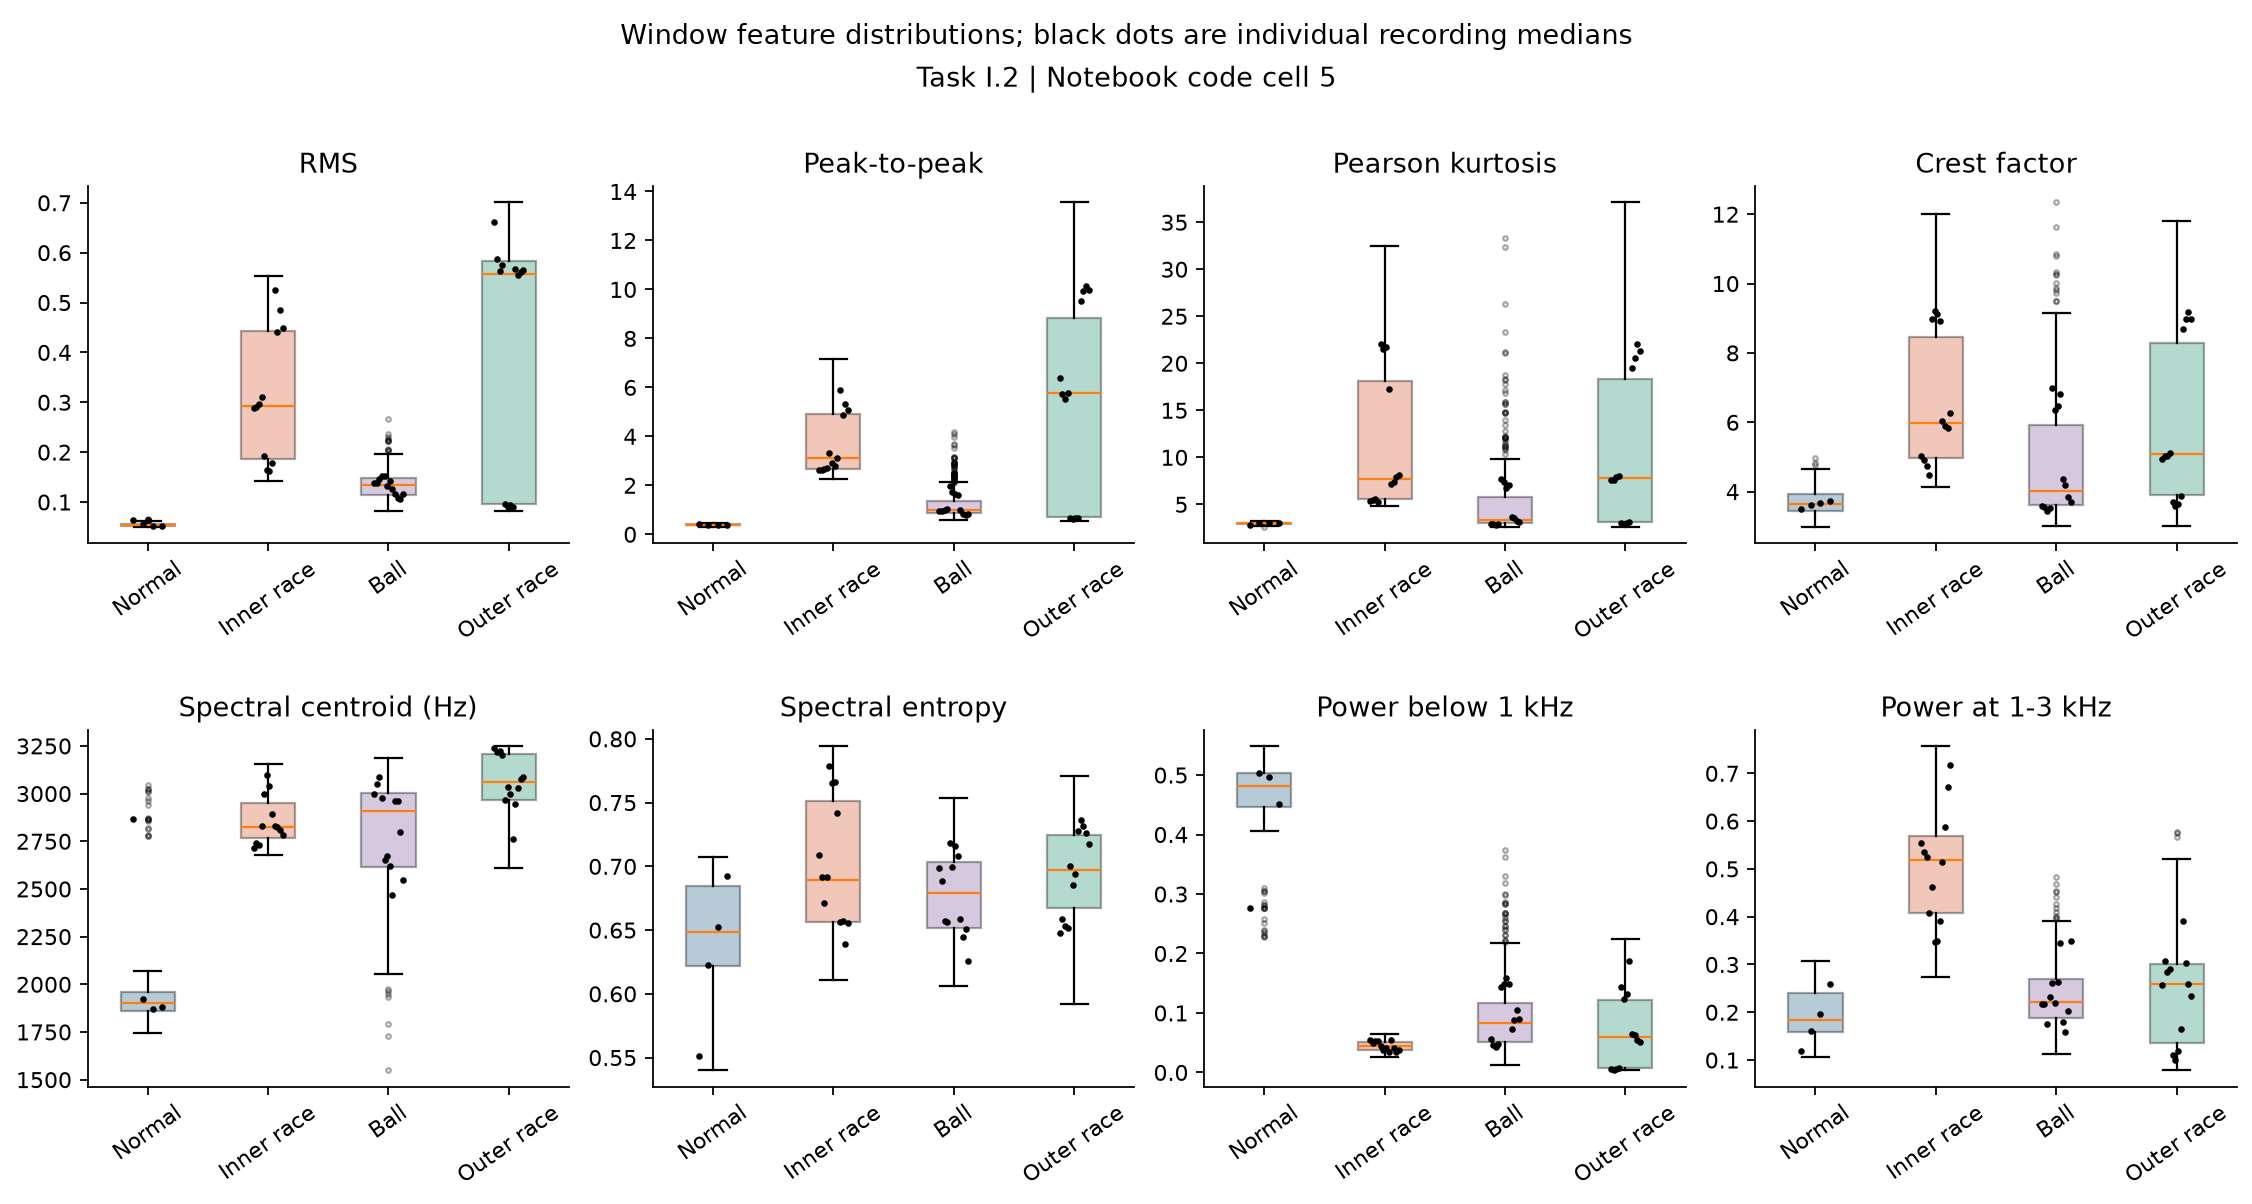 Window feature distributions; black dots are individual recording medians
Task I.2 | Notebook code cell 5
RMS
0.7
0.6
0.5
0.4
0.3
0.2
0.1
Normal
Inner race
Ball
Outer race
Peak-to-peak
14
12
10
8
6
4
2
0
Normal
Inner race
Ball
Outer race
Pearson kurtosis
35
30
25
20
15
10
5
Normal
Inner race
Ball
Outer race
Crest factor
12
10
8
6
4
Normal
Inner race
Ball
Outer race
Spectral centroid (Hz)
3250
3000
2750
2500
2250
2000
1750
1500
Normal
Inner race
Ball
Outer race
Spectral entropy
0.80
0.75
0.70
0.65
0.60
0.55
Normal
Inner race
Ball
Outer race
Power below 1 kHz
0.5
0.4
0.3
0.2
0.1
0.0
Normal
Inner race
Ball
Outer race
Power at 1-3 kHz
0.7
0.6
0.5
0.4
0.3
0.2
0.1
Normal
Inner race
Ball
Outer race